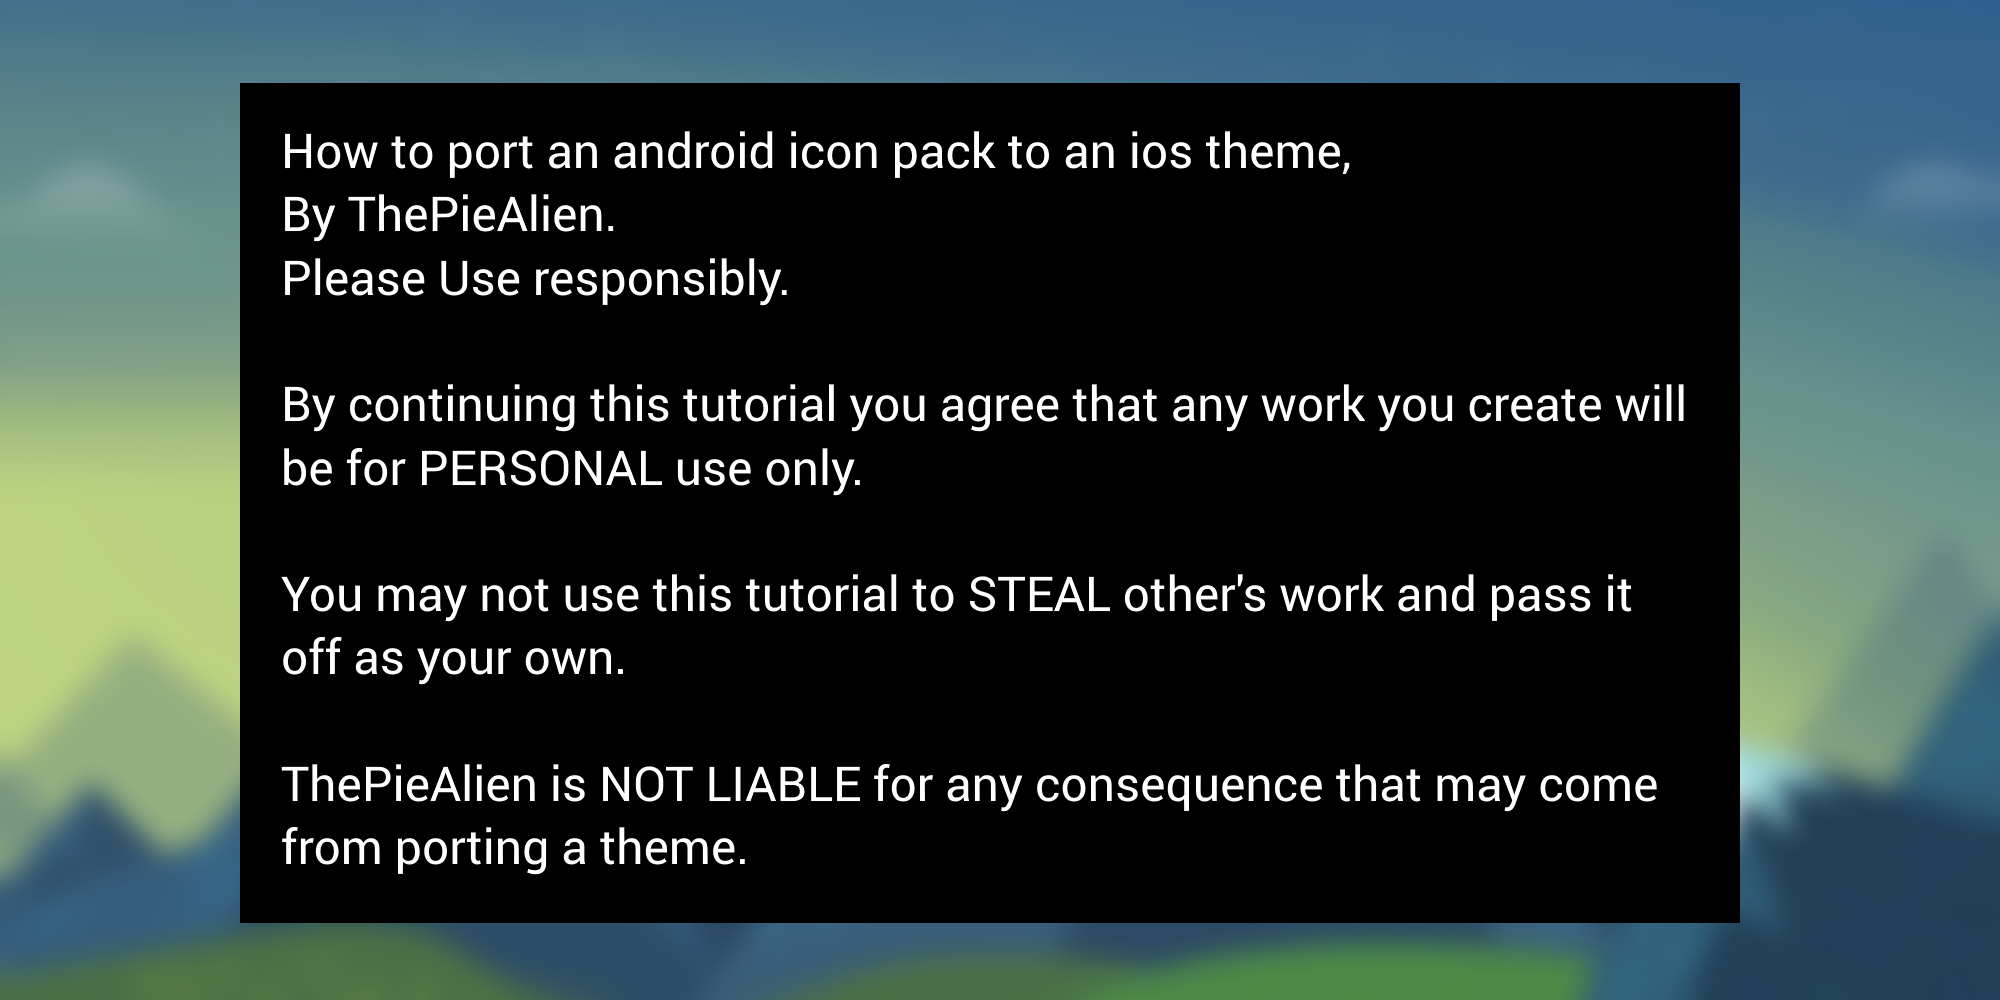 How to port an android icon pack to an ios theme,
By ThePieAlien.
Please Use responsibly.
By continuing this tutorial you agree that any work you create will
be for PERSONAL use only.
You may not use this tutorial to STEAL other's work and pass it
off as your own.
ThePieAlien is NOT LIABLE for any consequence that may come
from porting a theme.